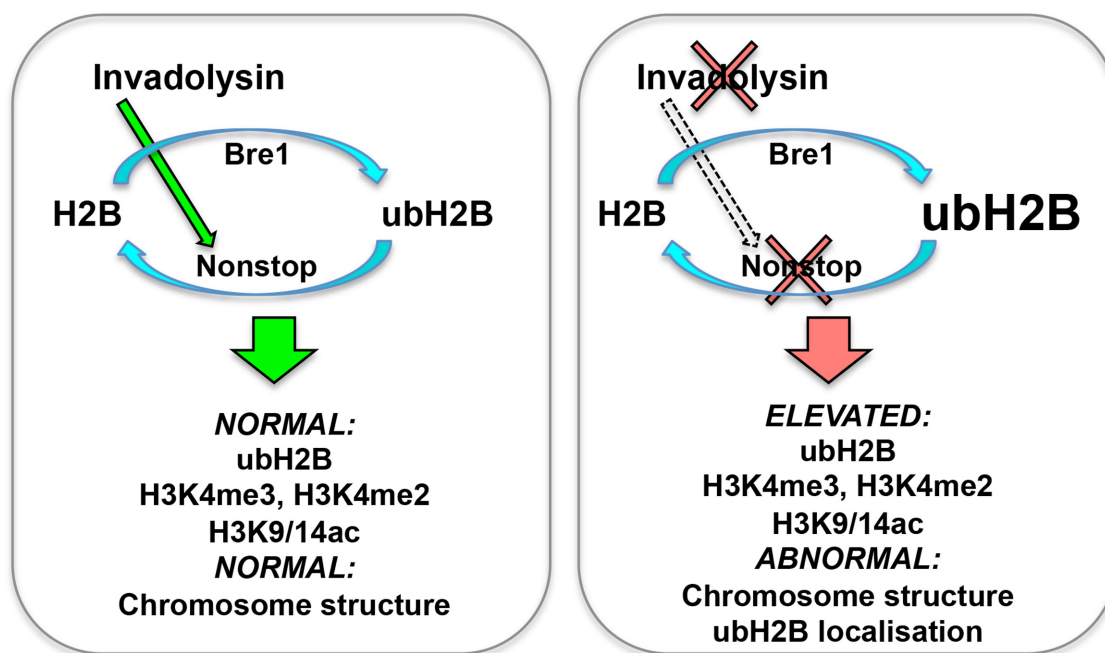 Invadolysin
Bre1
H2B
ubH2B
Nonstop
NORMAL:
ubH2B
H3K4me3, H3K4me2
H3K9/14ac
NORMAL:
Chromosome structure
Invadolysin
Bre1
H2B
ubH2B
Nonstop
ELEVATED:
ubH2B
H3K4me3, H3K4me2
H3K9/14ac
ABNORMAL:
Chromosome structure
ubH2B localisation